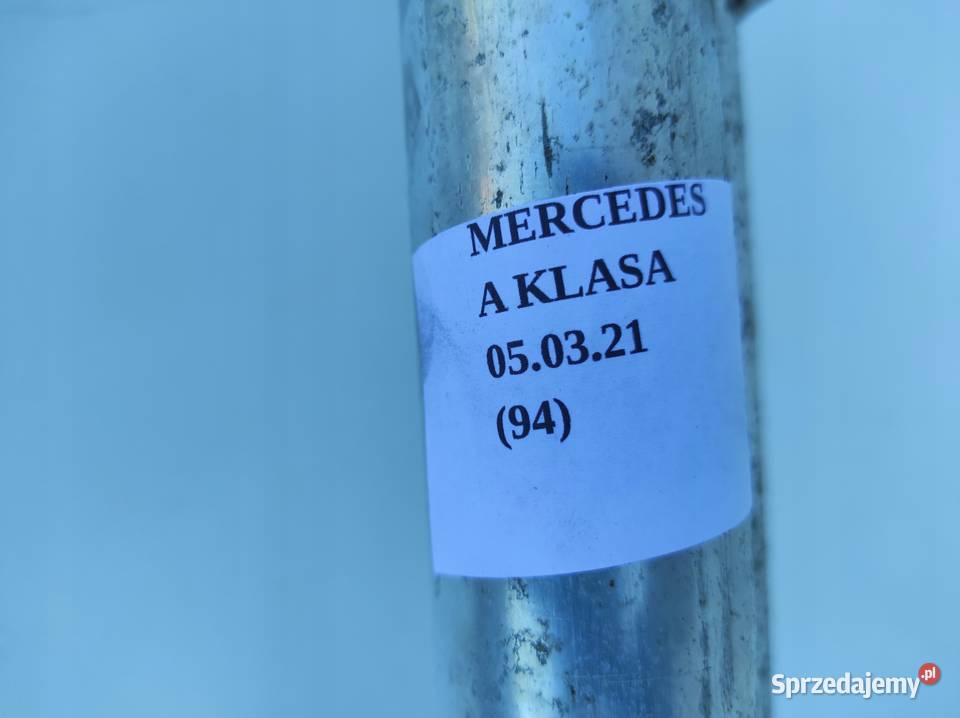 MERCEDES
A KLASA
05.03.21
(94)
Sprzedajemy.pl